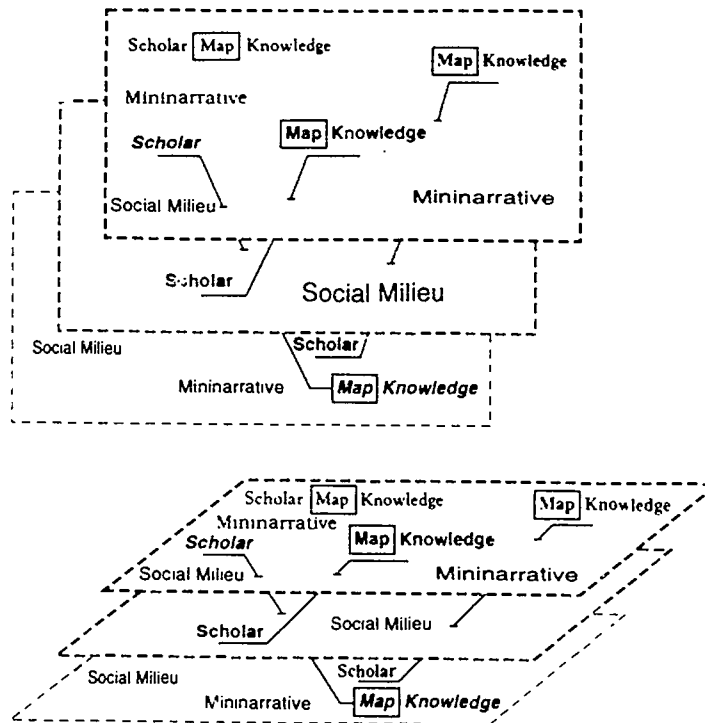 Scholar Map Knowledge
Map Knowledge
Mininarrative
Scholar
Map Knowledge
Social Milieu
Mininarrative
Scholar
Social Milieu
Social Milieu
Scholar
Mininarrative
Map Knowledge
Scholar Map Knowledge
Map Knowledge
Mininarrative
Scholar
Map Knowledge
Social Milieu
Mininarrative
Scholar
Social Milieu
Social Milieu
Scholar
Mininarrative
Map Knowledge